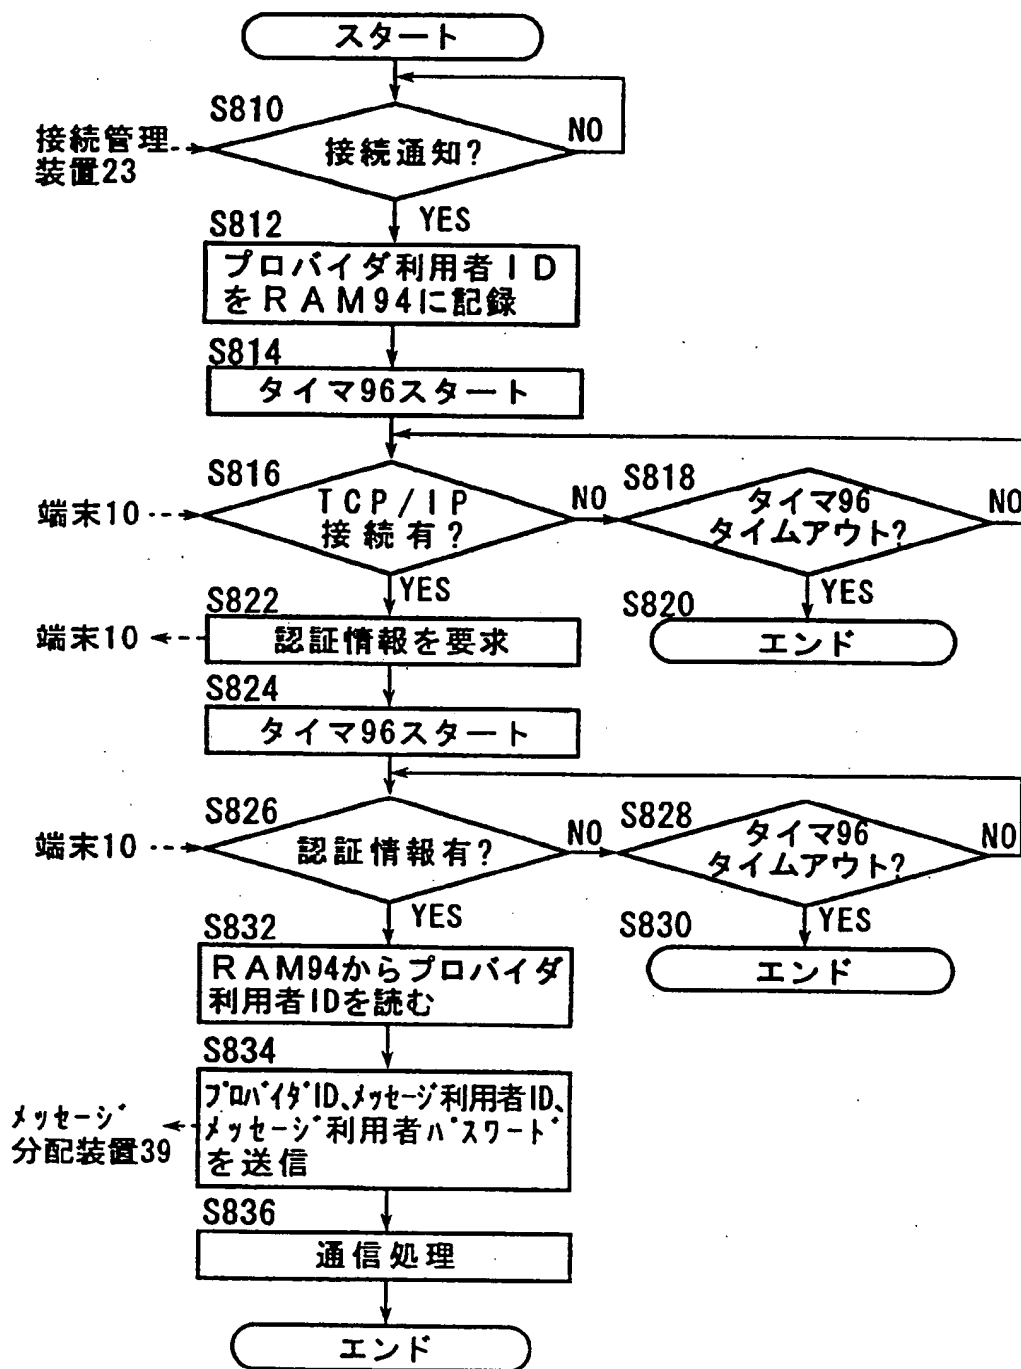 スタート
S810
接続管理
装置23
接続通知?
NO
YES
S812
プロバイダ利用者ID
をRAM94に記録
S814
タイマ96スタート
S816
端末10
TCP/IP
接続有?
NO
S818
タイマ96
タイムアウト?
NO
YES
YES
S822
端末10
認証情報を要求
S820
エンド
S824
タイマ96スタート
S826
端末10
認証情報有?
NO
S828
タイマ96
タイムアウト?
NO
YES
YES
S832
RAM94からプロバイダ
利用者IDを読む
S830
エンド
S834
メッセージ
分配装置39
プロバイダID、メッセージ利用者ID、
メッセージ利用者パスワード
を送信
S836
通信処理
エンド